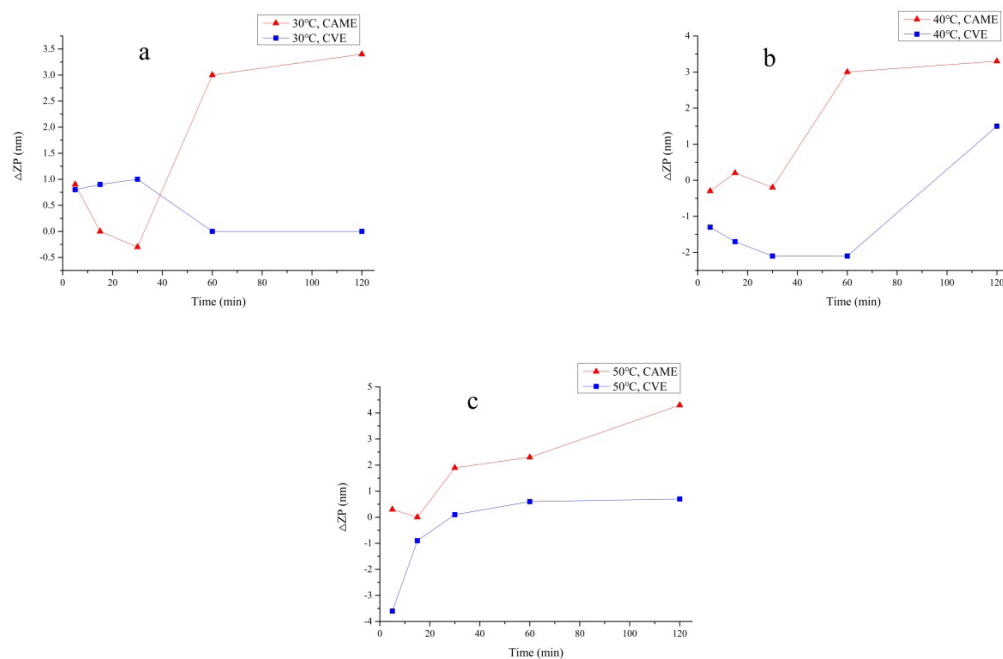 30℃, CAME
30℃, CVE
a
3.5
3.0
2.5
2.0
1.5
1.0
0.5
0.0
-0.5
△ZP (nm)
0 20 40 60 80 100 120
Time (min)
40℃, CAME
40℃, CVE
b
4
3
2
1
0
-1
-2
△ZP (nm)
0 20 40 60 80 100 120
Time (min)
50℃, CAME
50℃, CVE
c
5
4
3
2
1
0
-1
-2
-3
-4
△ZP (nm)
0 20 40 60 80 100 120
Time (min)